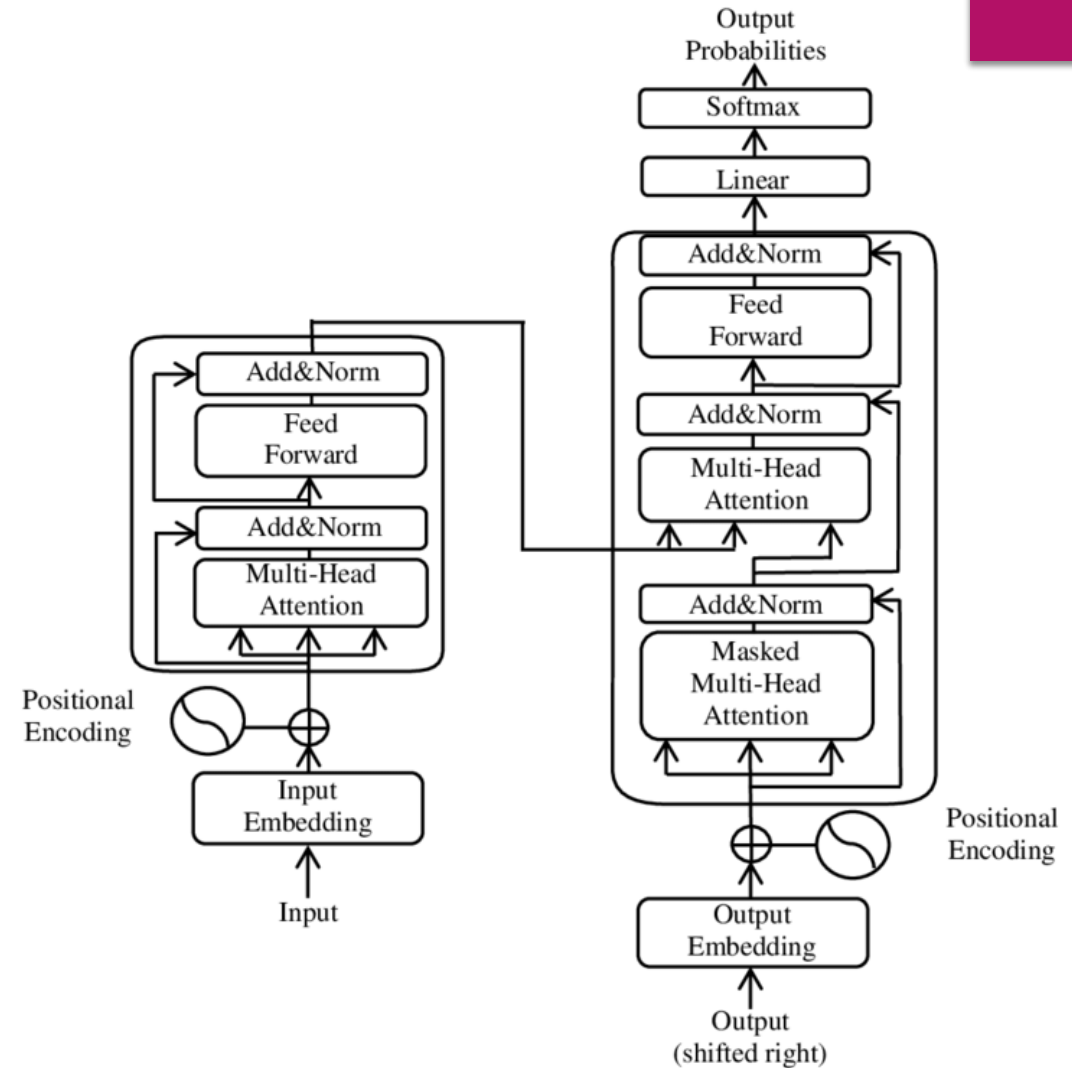 Output
Probabilities
Softmax
Linear
Add&Norm
Feed
Forward
Add&Norm
Multi-Head
Attention
Add&Norm
Masked
Multi-Head
Attention
Positional
Encoding
Output
Embedding
Output
(shifted right)
Add&Norm
Feed
Forward
Add&Norm
Multi-Head
Attention
Positional
Encoding
Input
Embedding
Input